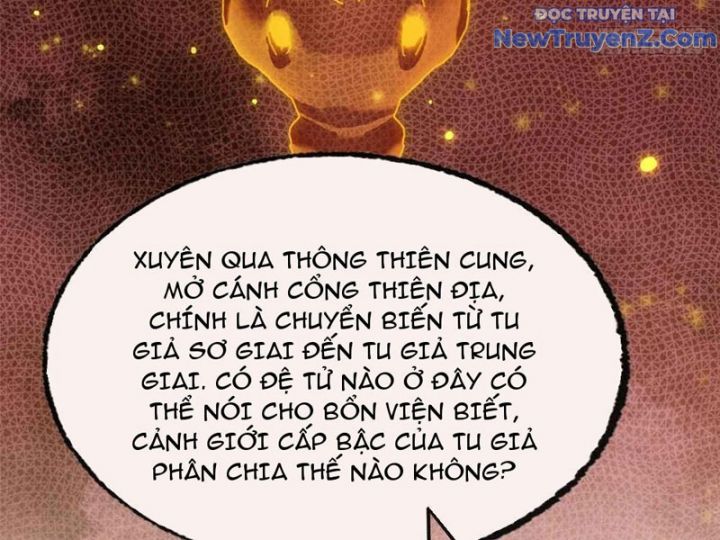 ĐỌC TRUYỆN TẠI
NewTruyenZ.com
XUYÊN QUA THÔNG THIÊN CUNG,
MỞ CÁNH CỔNG THIÊN ĐỊA,
CHÍNH LÀ CHUYỂN BIẾN TỪ TU
GIẢ SƠ GIAI ĐẾN TU GIẢ TRUNG
GIAI. CÓ ĐỆ TỬ NÀO Ở ĐÂY CÓ
THỂ NÓI CHO BỔN VIỆN BIẾT,
CẢNH GIỚI CẤP BẬC CỦA TU GIẢ
PHÂN CHIA THẾ NÀO KHÔNG?